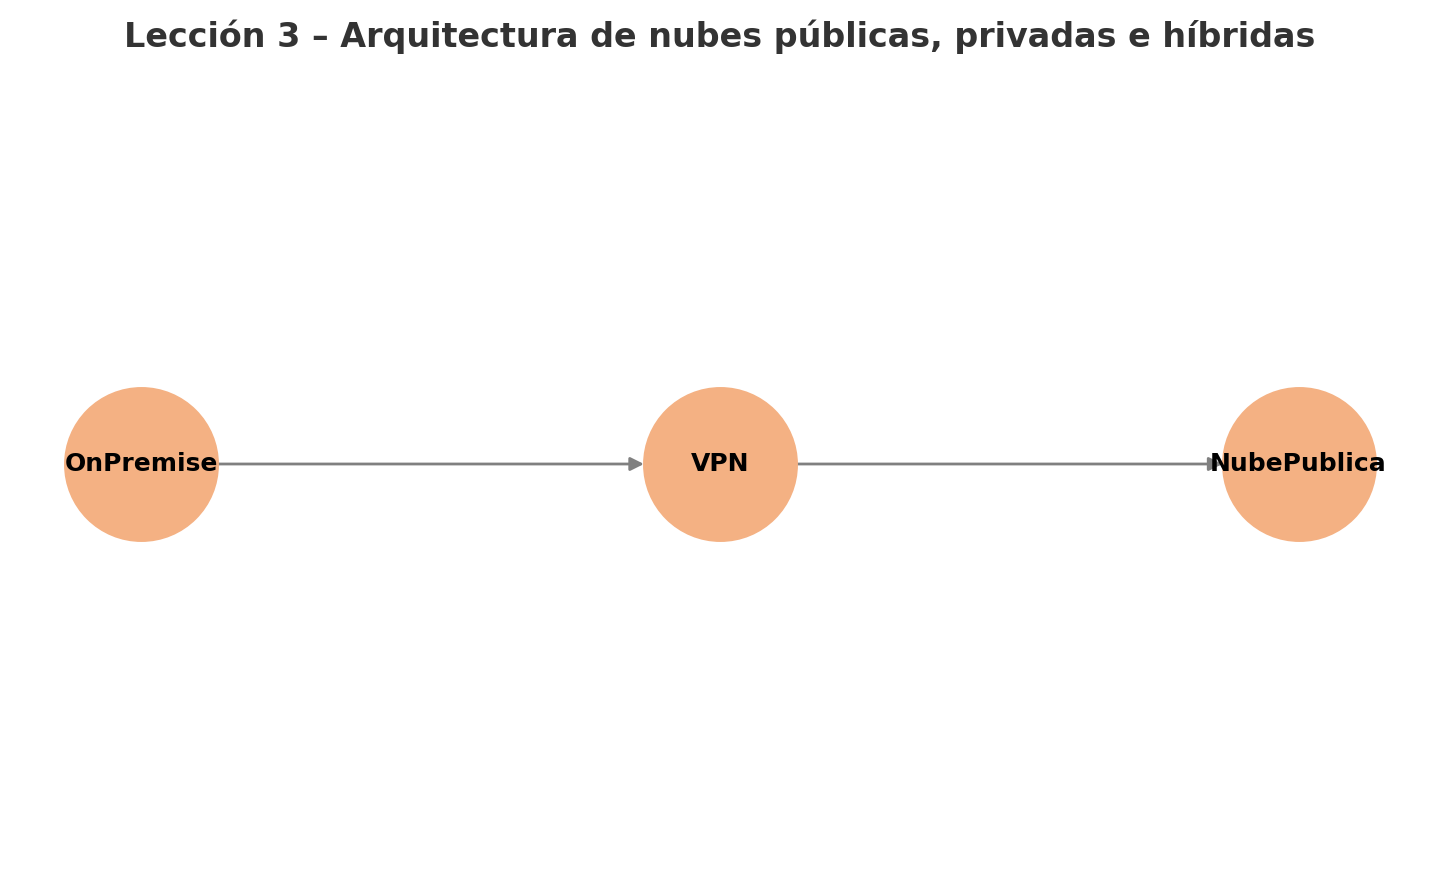 Lección 3 – Arquitectura de nubes públicas, privadas e híbridas
OnPremise
VPN
NubePublica